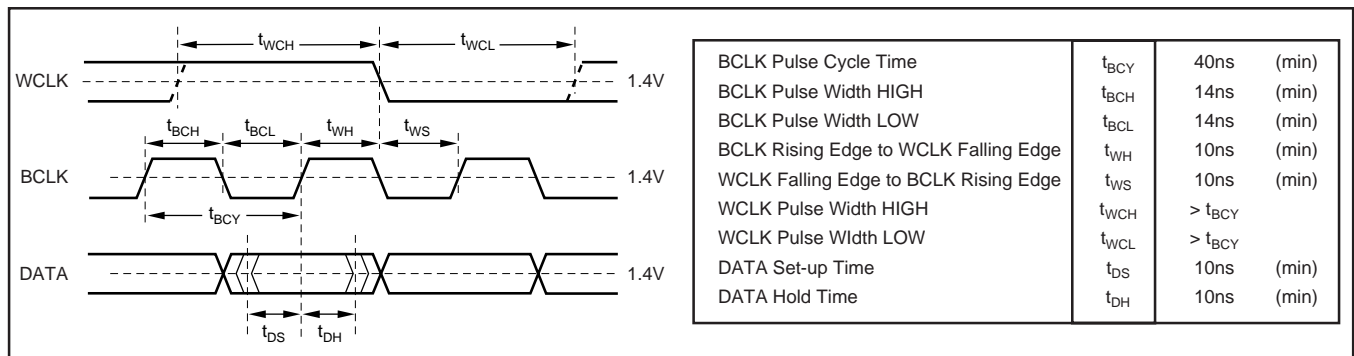 tWCH tWCL
WCLK 1.4V
tBCH tBCL tWH tWS
BCLK 1.4V
tBCY
DATA 1.4V
tDS tDH
BCLK Pulse Cycle Time tBCY 40ns (min)
BCLK Pulse Width HIGH tBCH 14ns (min)
BCLK Pulse Width LOW tBCL 14ns (min)
BCLK Rising Edge to WCLK Falling Edge tWH 10ns (min)
WCLK Falling Edge to BCLK Rising Edge tWS 10ns (min)
WCLK Pulse Width HIGH tWCH > tBCY
WCLK Pulse WIdth LOW tWCL > tBCY
DATA Set-up Time tDS 10ns (min)
DATA Hold Time tDH 10ns (min)